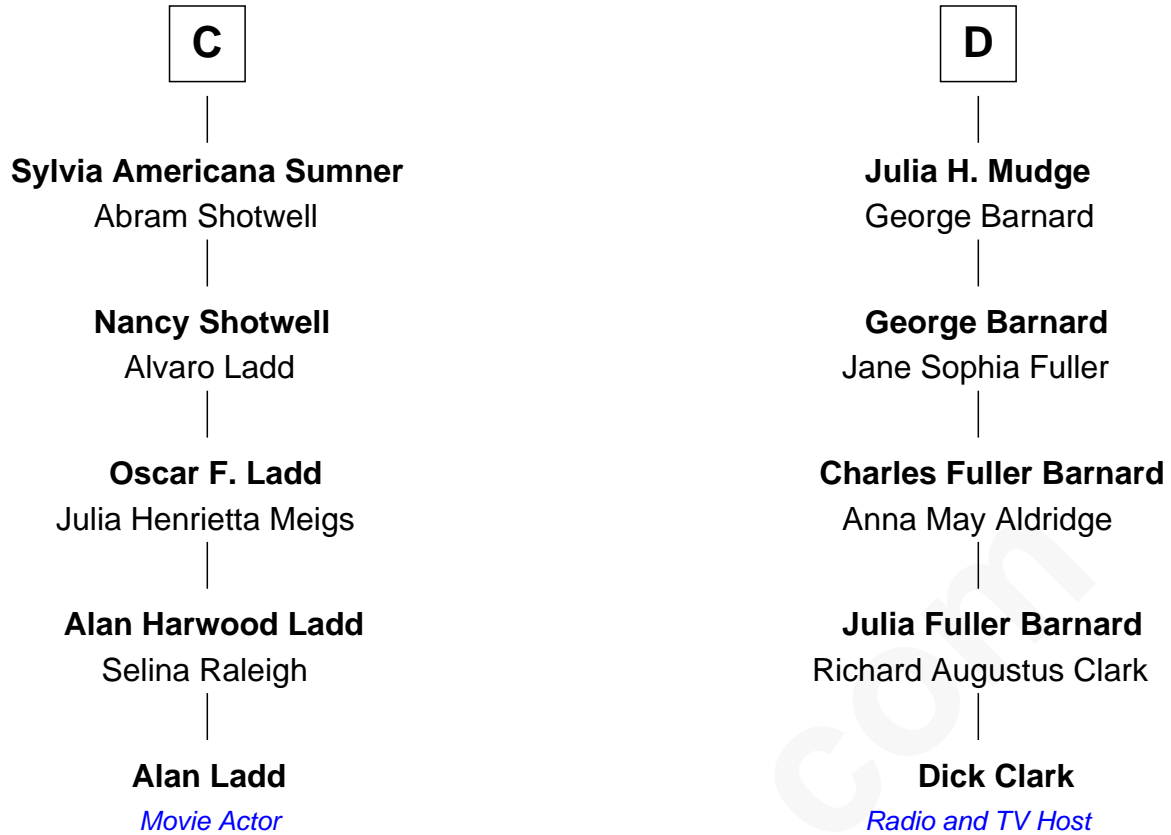 C
Sylvia Americana Sumner
Abram Shotwell
Nancy Shotwell
Alvaro Ladd
Oscar F. Ladd
Julia Henrietta Meigs
Alan Harwood Ladd
Selina Raleigh
Alan Ladd
Movie Actor
D
Julia H. Mudge
George Barnard
George Barnard
Jane Sophia Fuller
Charles Fuller Barnard
Anna May Aldridge
Julia Fuller Barnard
Richard Augustus Clark
Dick Clark
Radio and TV Host
com